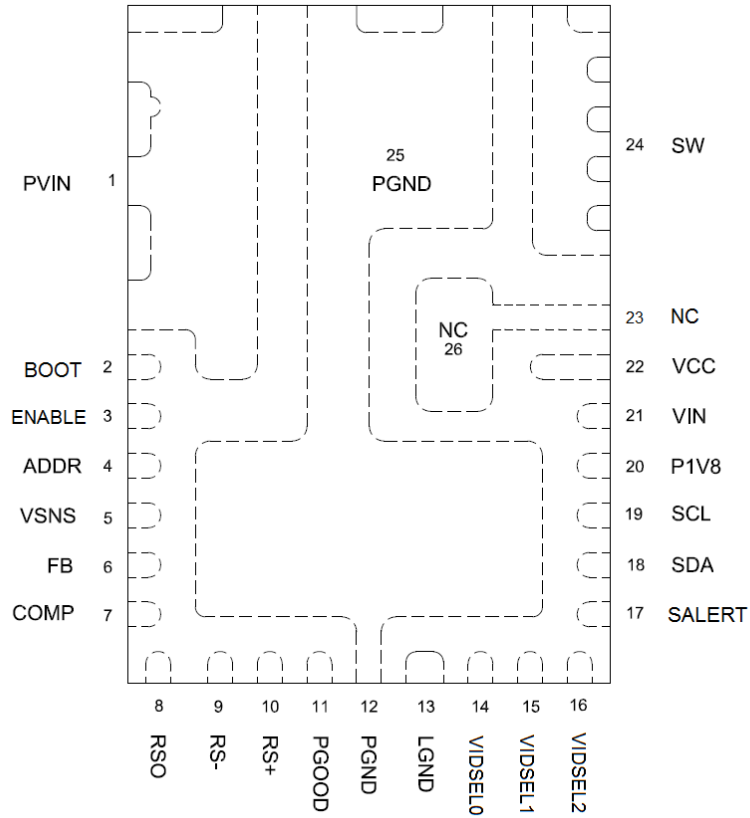 25
PGND
24 SW
PVIN 1
23 NC
NC
26
BOOT 2
22 VCC
ENABLE 3
21 VIN
ADDR 4
20 P1V8
VSNS 5
19 SCL
FB 6
18 SDA
COMP 7
17 SALERT
8 9 10 11 12 13 14 15 16
RSO
RS-
RS+
PGOOD
PGND
LGND
VIDSEL0
VIDSEL1
VIDSEL2